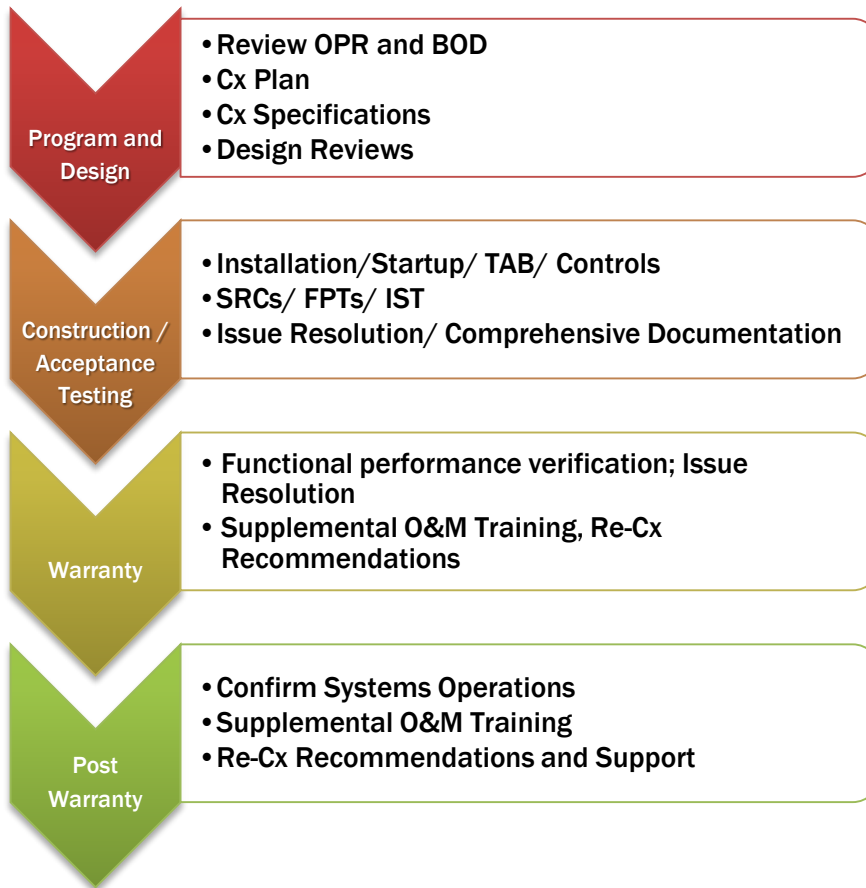 Program and
Design
•Review OPR and BOD
•Cx Plan
•Cx Specifications
•Design Reviews
Construction /
Acceptance
Testing
•Installation/Startup/ TAB/ Controls
•SRCs/ FPTs/ IST
•Issue Resolution/ Comprehensive Documentation
Warranty
• Functional performance verification; Issue
Resolution
• Supplemental O&M Training, Re-Cx
Recommendations
Post
Warranty
•Confirm Systems Operations
•Supplemental O&M Training
•Re-Cx Recommendations and Support